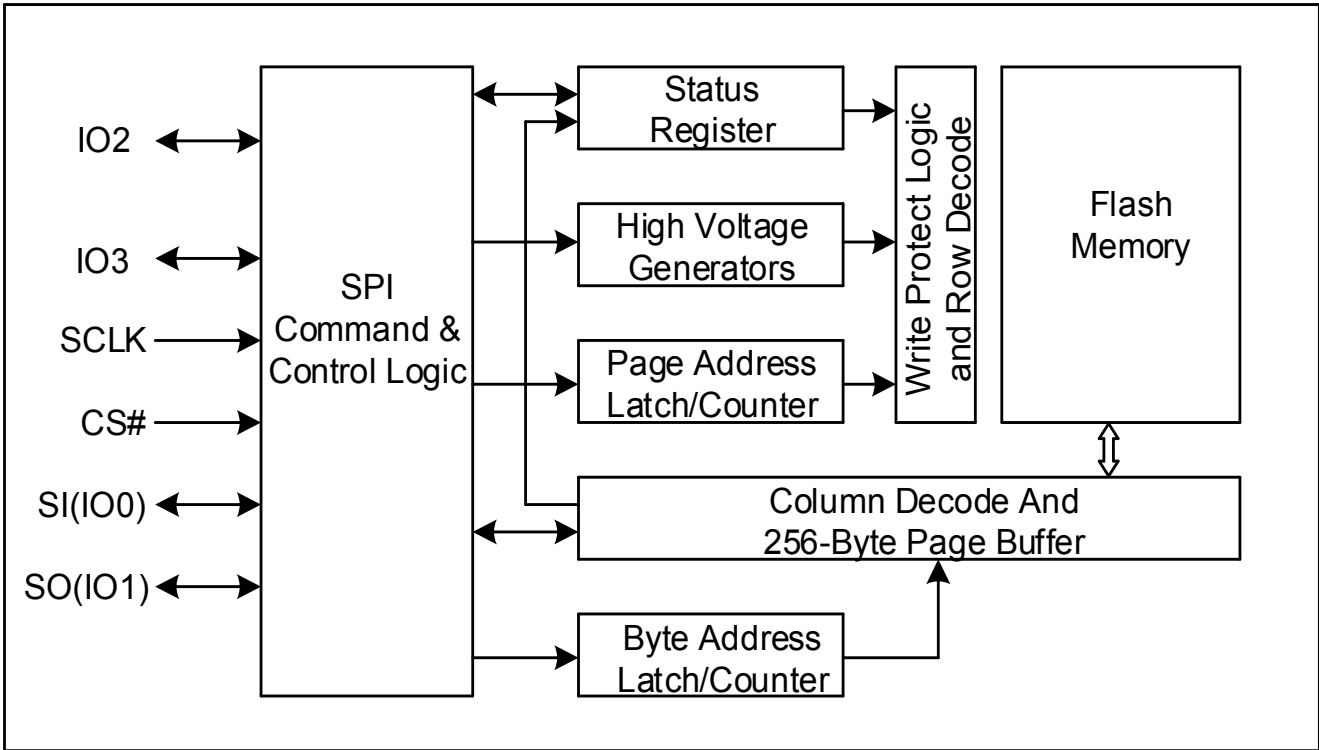 IO2
IO3
SCLK
CS#
SI(IO0)
SO(IO1)
SPI
Command &
Control Logic
Status
Register
High Voltage
Generators
Page Address
Latch/Counter
Write Protect Logic
and Row Decode
Flash
Memory
Column Decode And
256-Byte Page Buffer
Byte Address
Latch/Counter